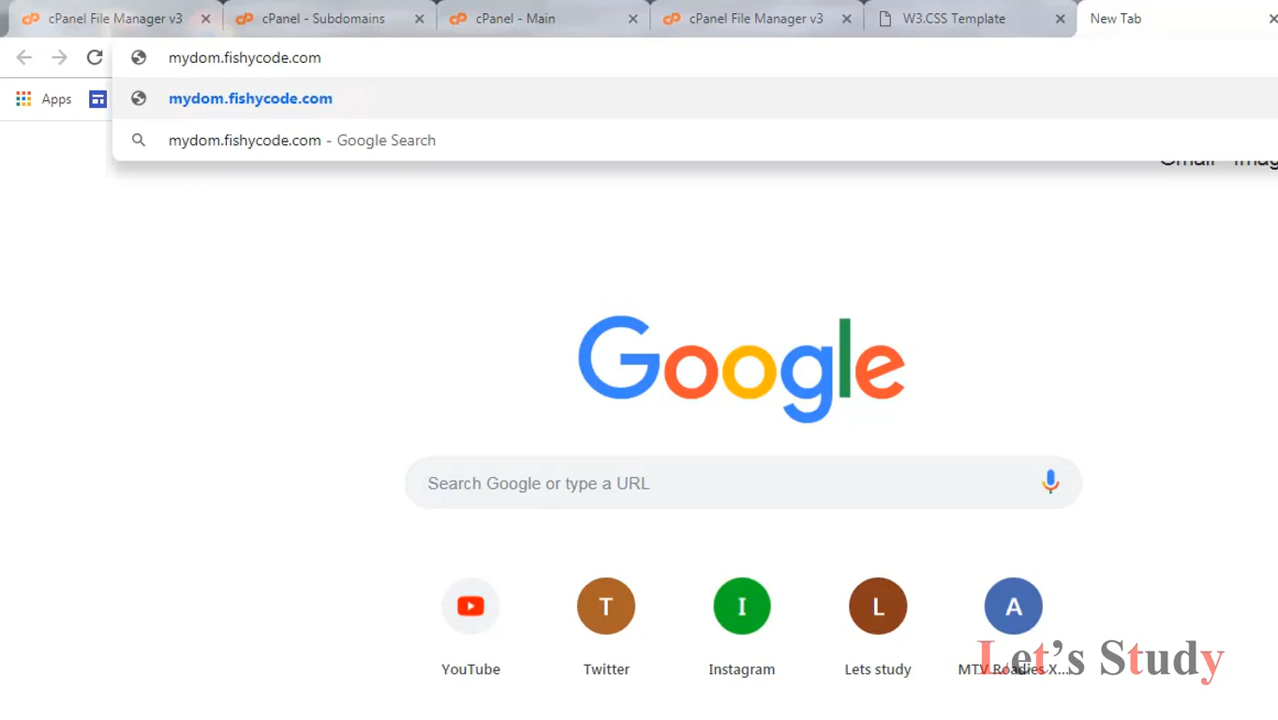 cPanel File Manager v3
cPanel - Subdomains
cPanel - Main
cPanel File Manager v3
W3.CSS Template
New Tab
mydom.fishycode.com
Apps
mydom.fishycode.com
mydom.fishycode.com - Google Search
Google
Search Google or type a URL
T
I
L
A
YouTube
Twitter
Instagram
Lets study
MTV Roadies X...
Let's Study